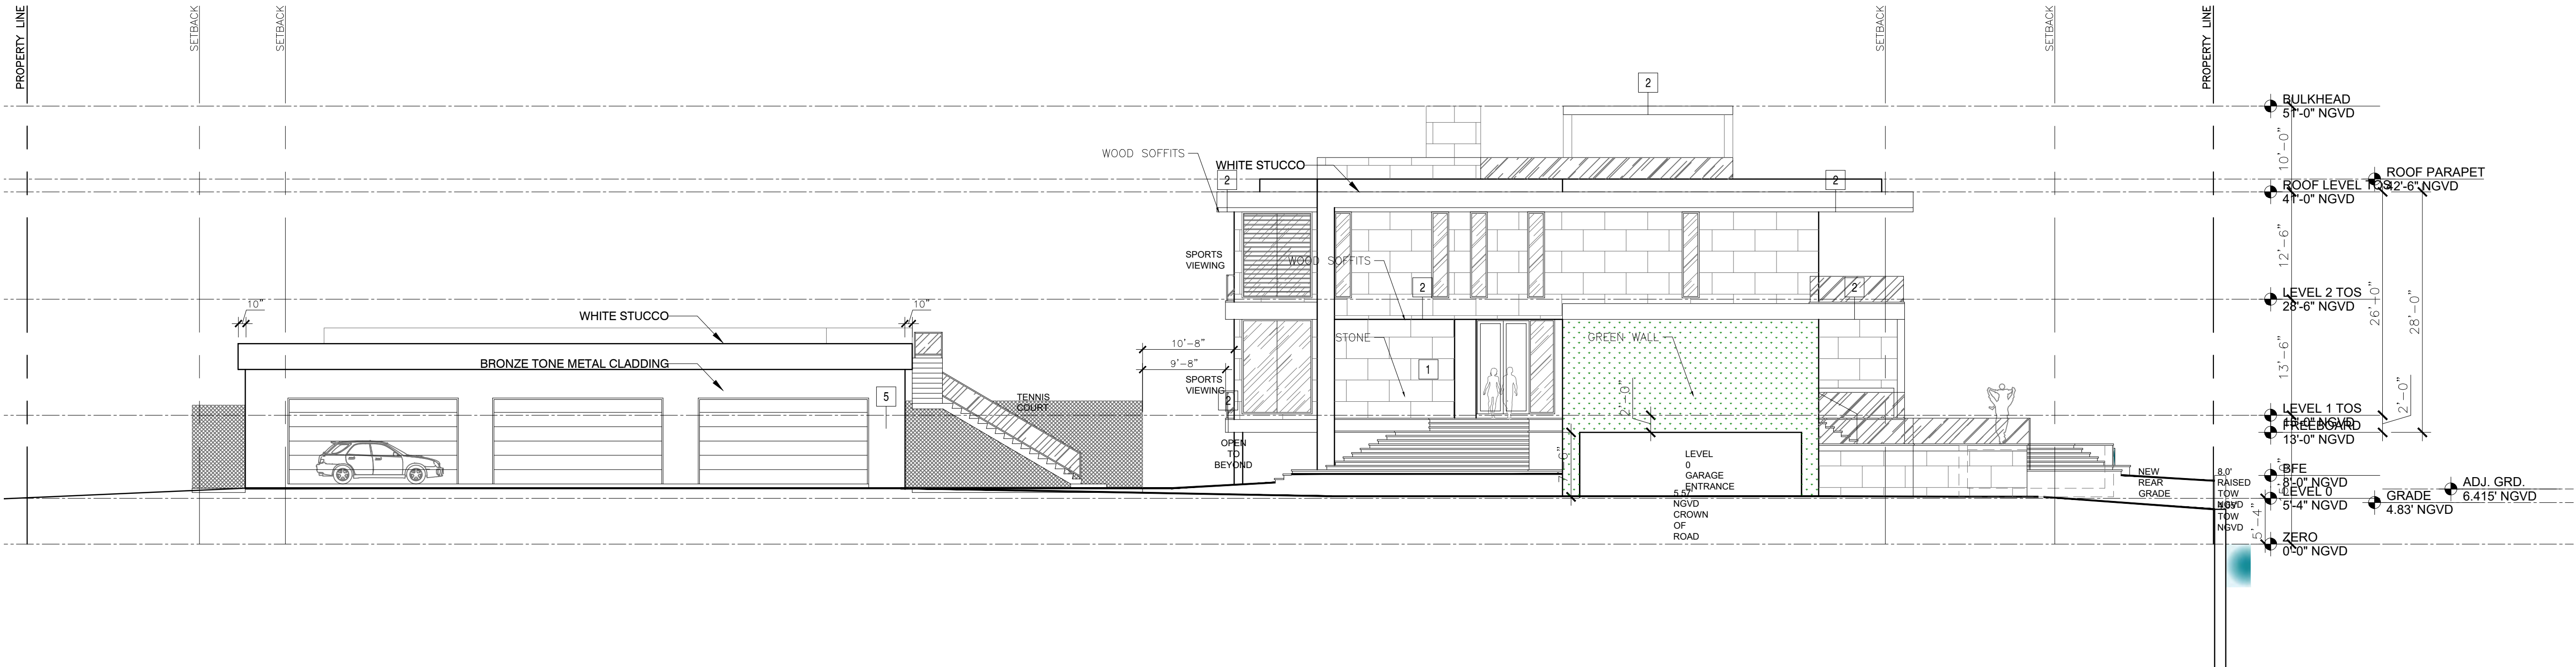 PROPERTY LINE
SETBACK
SETBACK
SETBACK
SETBACK
PROPERTY LINE
2
BULKHEAD
51'-0" NGVD
10'-0"
WOOD SOFFITS
WHITE STUCCO
2
2
ROOF PARAPET
42'-6" NGVD
ROOF LEVEL TOS
41'-0" NGVD
12'-6"
SPORTS
VIEWING
WOOD SOFFITS
2
2
LEVEL 2 TOS
28'-6" NGVD
26'-0"
28'-0"
10"
10"
WHITE STUCCO
10'-8"
STONE
GREEN WALL
13'-6"
BRONZE TONE METAL CLADDING
9'-8"
1
SPORTS
VIEWING
5
TENNIS
COURT
2
2'-0"
2'-0"
LEVEL 1 TOS
FREEBOARD
13'-0" NGVD
OPEN
TO
BEYOND
LEVEL
0
GARAGE
ENTRANCE
5.57'
NGVD
CROWN
OF
ROAD
NEW
REAR
GRADE
8.0'
RAISED
TOW
NGVD
TOW
NGVD
BFE
8'-0" NGVD
LEVEL 0
5'-4" NGVD
5'-4"
GRADE
4.83' NGVD
ADJ. GRD.
6.415' NGVD
ZERO
0'-0" NGVD